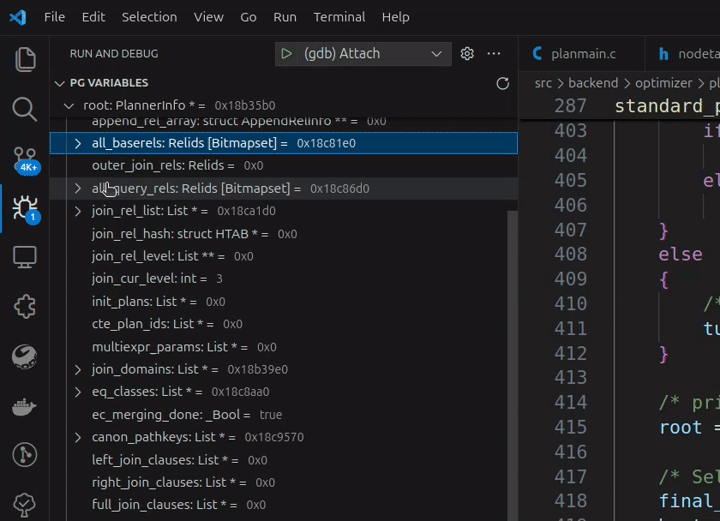 File Edit Selection View Go Run Terminal Help
RUN AND DEBUG (gdb) Attach ...
planmain.c
nodeta
PG VARIABLES
src > backend > optimizer > pl
root: PlannerInfo * = 0x18b35b0
append_rel_array: struct AppendRelInfo ** = 0x0
all_baserels: Relids [Bitmapset] = 0x18c81e0
outer_join_rels: Relids = 0x0
all_query_rels: Relids [Bitmapset] = 0x18c86d0
join_rel_list: List * = 0x18ca1d0
join_rel_hash: struct HTAB * = 0x0
join_rel_level: List ** = 0x0
join_cur_level: int = 3
init_plans: List * = 0x0
cte_plan_ids: List * = 0x0
multiexpr_params: List * = 0x0
join_domains: List * = 0x18b39e0
eq_classes: List * = 0x18c8aa0
ec_merging_done: _Bool = true
canon_pathkeys: List * = 0x18c9570
left_join_clauses: List * = 0x0
right_join_clauses: List * = 0x0
full_join_clauses: List * = 0x0
4K+
1
287 standard_p
403 if
404
405 el
406
407 }
408 else
409 {
410 /*
411 tu
412 }
413
414 /* pri
415 root =
416
417 /* Sel
418 final_